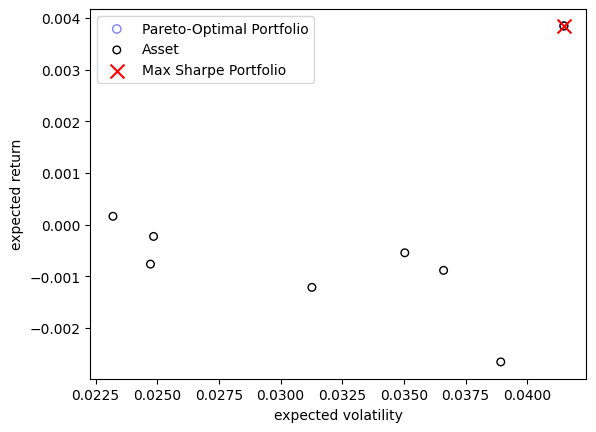 Pareto-Optimal Portfolio
Asset
Max Sharpe Portfolio
0.004
0.003
0.002
0.001
0.000
−0.001
−0.002
expected return
0.0225 0.0250 0.0275 0.0300 0.0325 0.0350 0.0375 0.0400
expected volatility